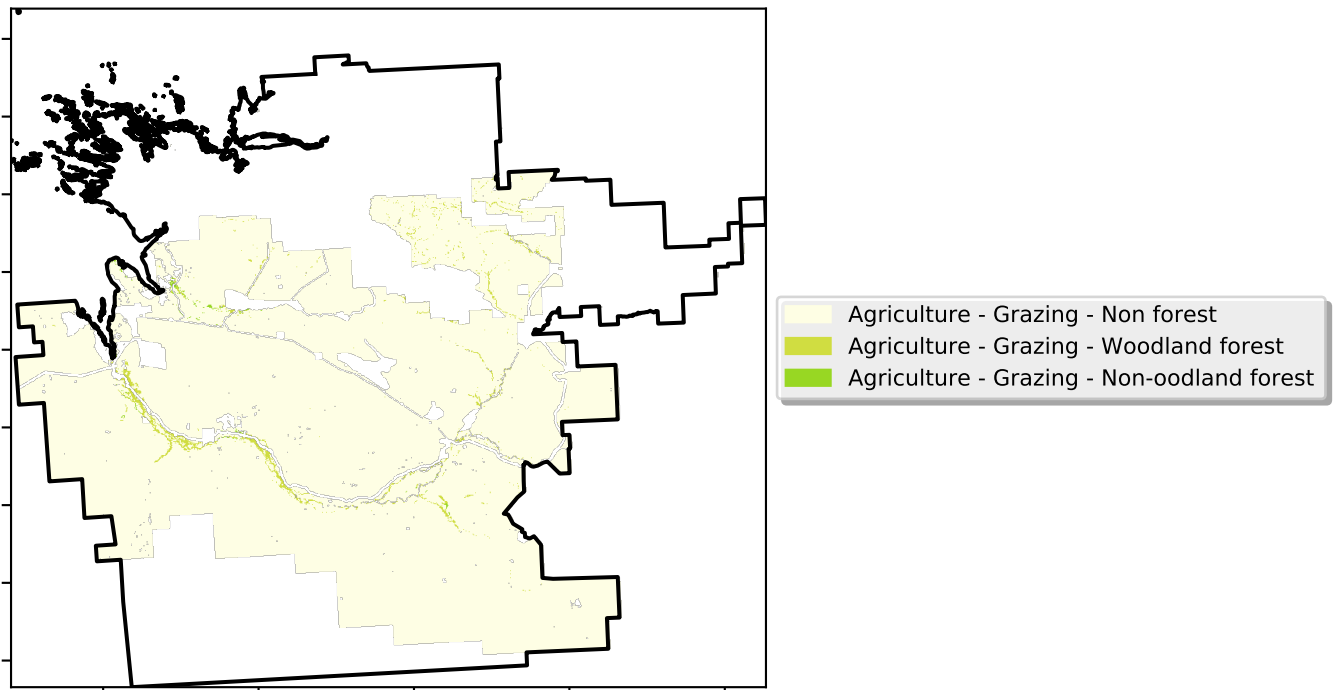 Agriculture - Grazing - Non forest
Agriculture - Grazing - Woodland forest
Agriculture - Grazing - Non-oodland forest